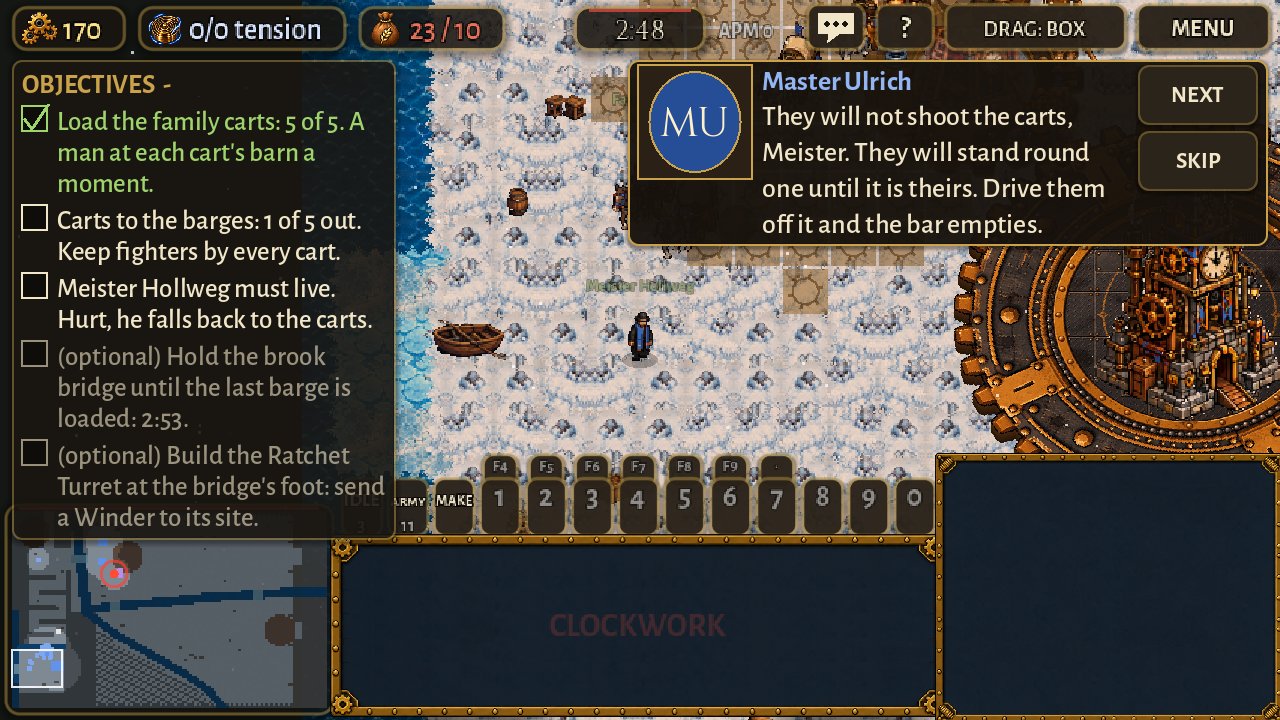 170
0/0 tension
23/10
2:48
APM 0
?
DRAG: BOX
MENU
OBJECTIVES -
Load the family carts: 5 of 5. A
man at each cart's barn a
moment.
Carts to the barges: 1 of 5 out.
Keep fighters by every cart.
Meister Hollweg must live.
Hurt, he falls back to the carts.
(optional) Hold the brook
bridge until the last barge is
loaded: 2:53.
(optional) Build the Ratchet
Turret at the bridge's foot: send
a Winder to its site.
MU
Master Ulrich
They will not shoot the carts,
Meister. They will stand round
one until it is theirs. Drive them
off it and the bar empties.
NEXT
SKIP
Meister Hollweg
F4 F5 F6 F7 F8 F9
IDLE 3
ARMY 11
MAKE
1 2 3 4 5 6 7 8 9 0
CLOCKWORK